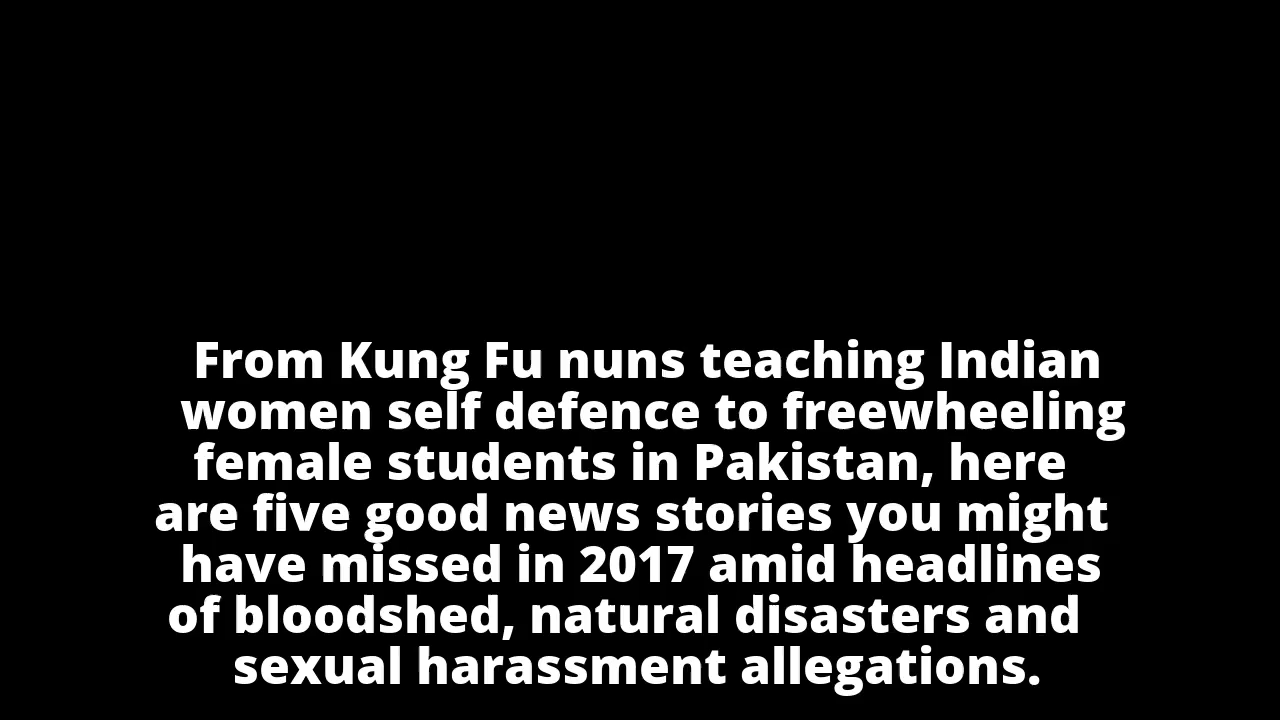 From Kung Fu nuns teaching Indian
women self defence to freewheeling
female students in Pakistan, here
are five good news stories you might
have missed in 2017 amid headlines
of bloodshed, natural disasters and
sexual harassment allegations.